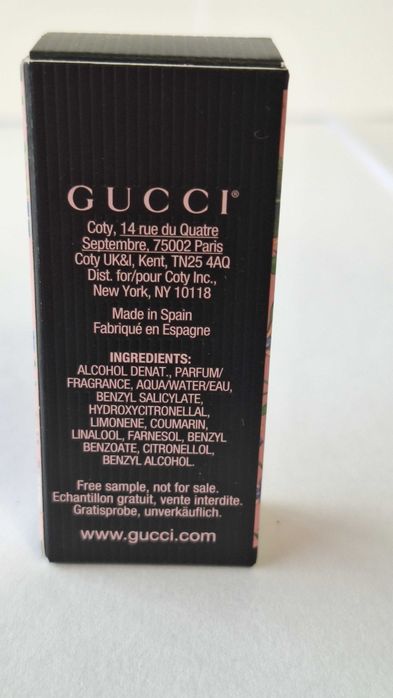 GUCCI®
Coty, 14 rue du Quatre
Septembre, 75002 Paris
Coty UK&I, Kent, TN25 4AQ
Dist. for/pour Coty Inc.,
New York, NY 10118
Made in Spain
Fabriqué en Espagne
INGREDIENTS:
ALCOHOL DENAT., PARFUM/
FRAGRANCE, AQUA/WATER/EAU,
BENZYL SALICYLATE,
HYDROXYCITRONELLAL,
LIMONENE, COUMARIN,
LINALOOL, FARNESOL, BENZYL
BENZOATE, CITRONELLOL,
BENZYL ALCOHOL.
Free sample, not for sale.
Echantillon gratuit, vente interdite.
Gratisprobe, unverkäuflich.
www.gucci.com